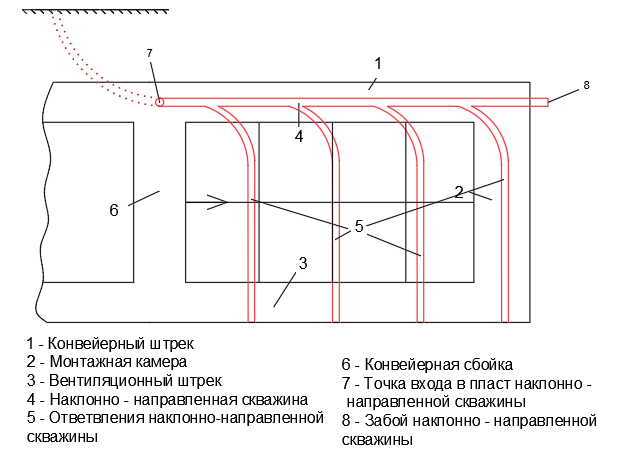 7
1
8
4
2
6
5
3
1 - Конвейерный штрек
2 - Монтажная камера
3 - Вентиляционный штрек
4 - Наклонно - направленная скважина
5 - Ответвления наклонно-направленной
скважины
6 - Конвейерная сбойка
7 - Точка входа в пласт наклонно -
направленной скважины
8 - Забой наклонно - направленной
скважины